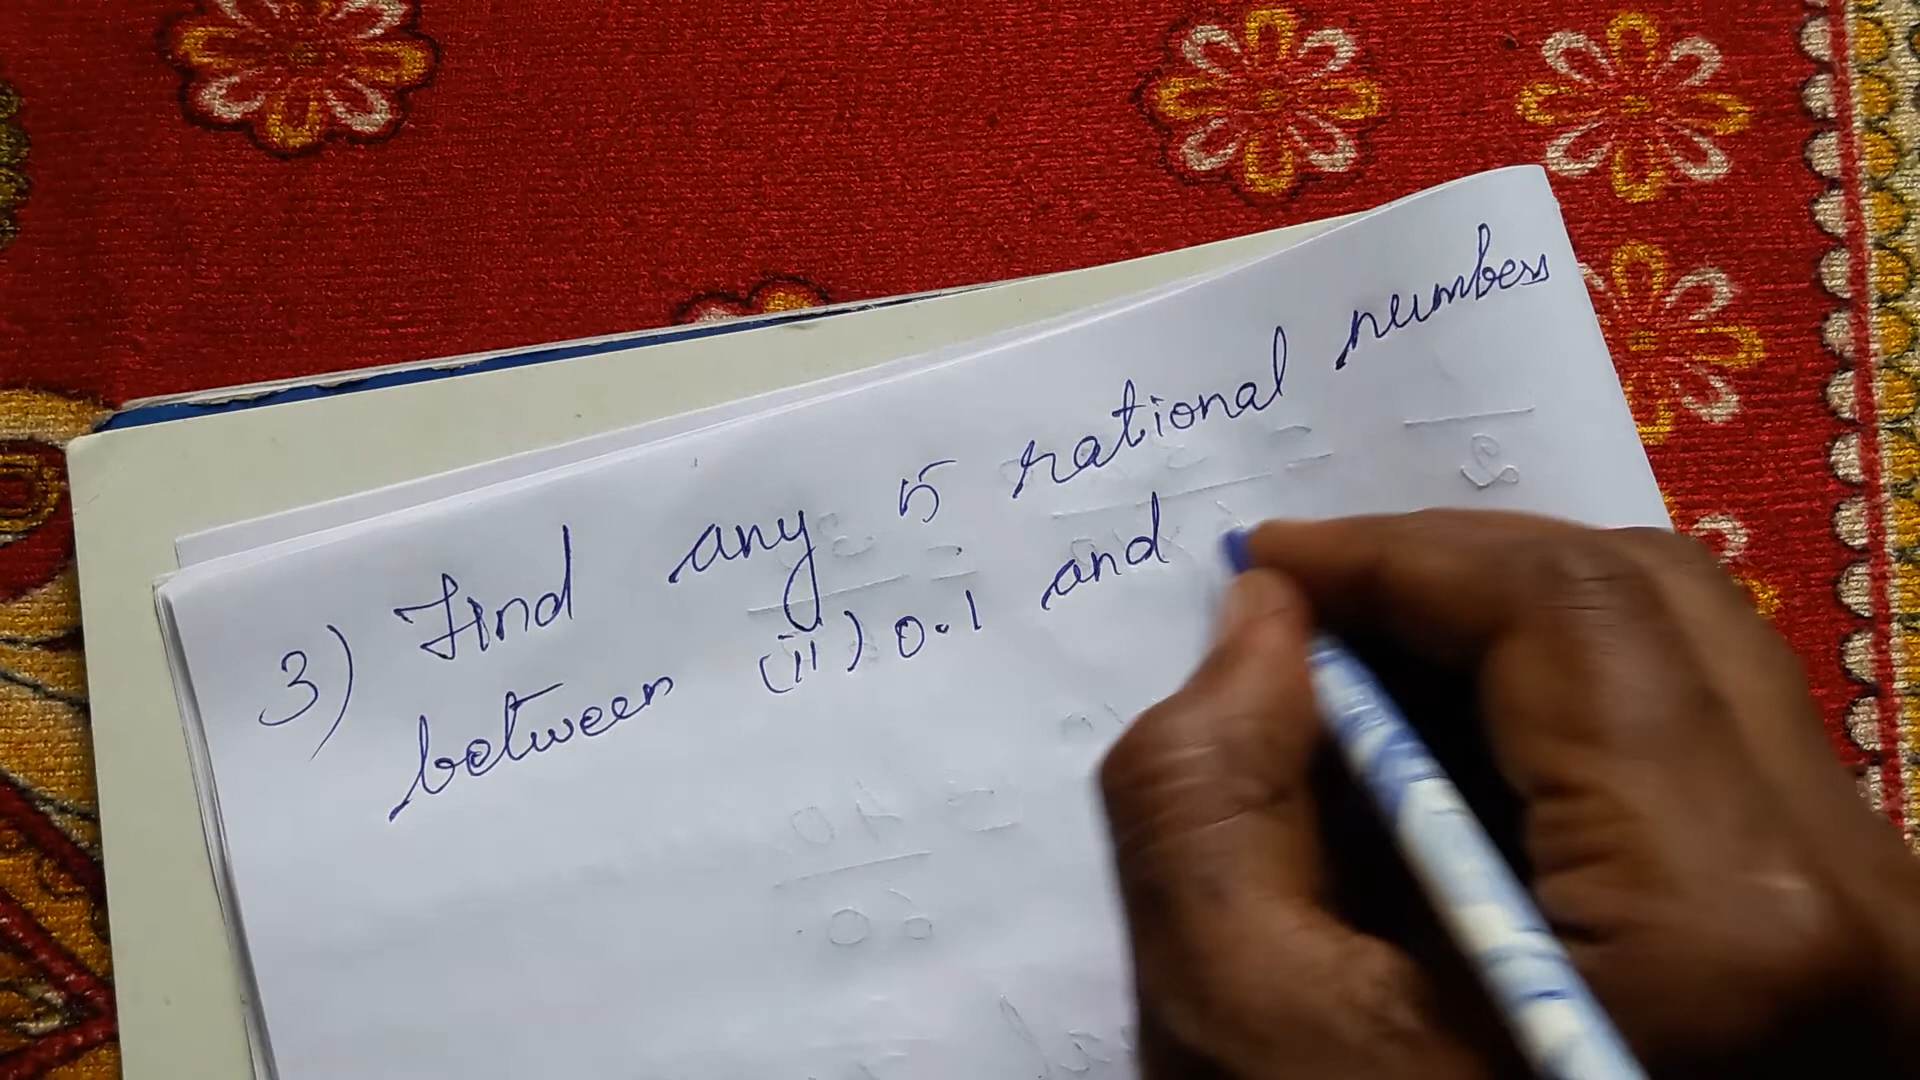 3) Find any 5 rational numbers
between (ii) 0.1 and